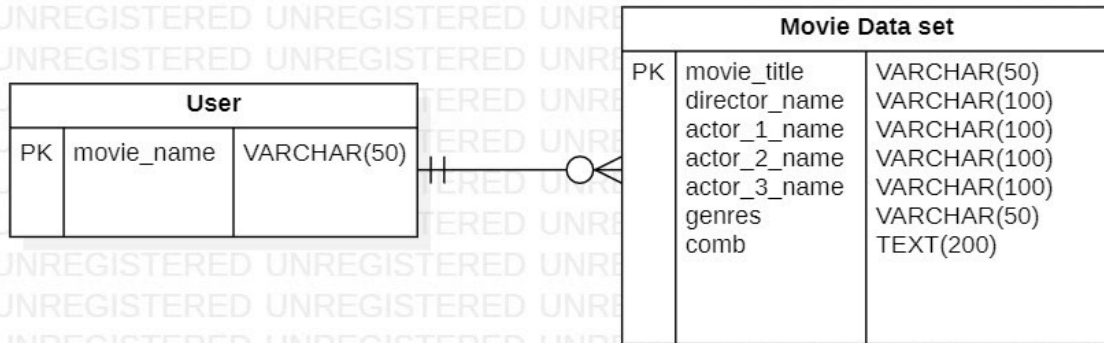 UNREGISTERED UNREGISTERED UNRE
UNREGISTERED UNREGISTERED UNRE
User
PK movie_name VARCHAR(50)
Movie Data set
PK movie_title VARCHAR(50)
director_name VARCHAR(100)
actor_1_name VARCHAR(100)
actor_2_name VARCHAR(100)
actor_3_name VARCHAR(100)
genres VARCHAR(50)
comb TEXT(200)
UNREGISTERED UNREGISTERED UNRE
UNREGISTERED UNREGISTERED UNRE